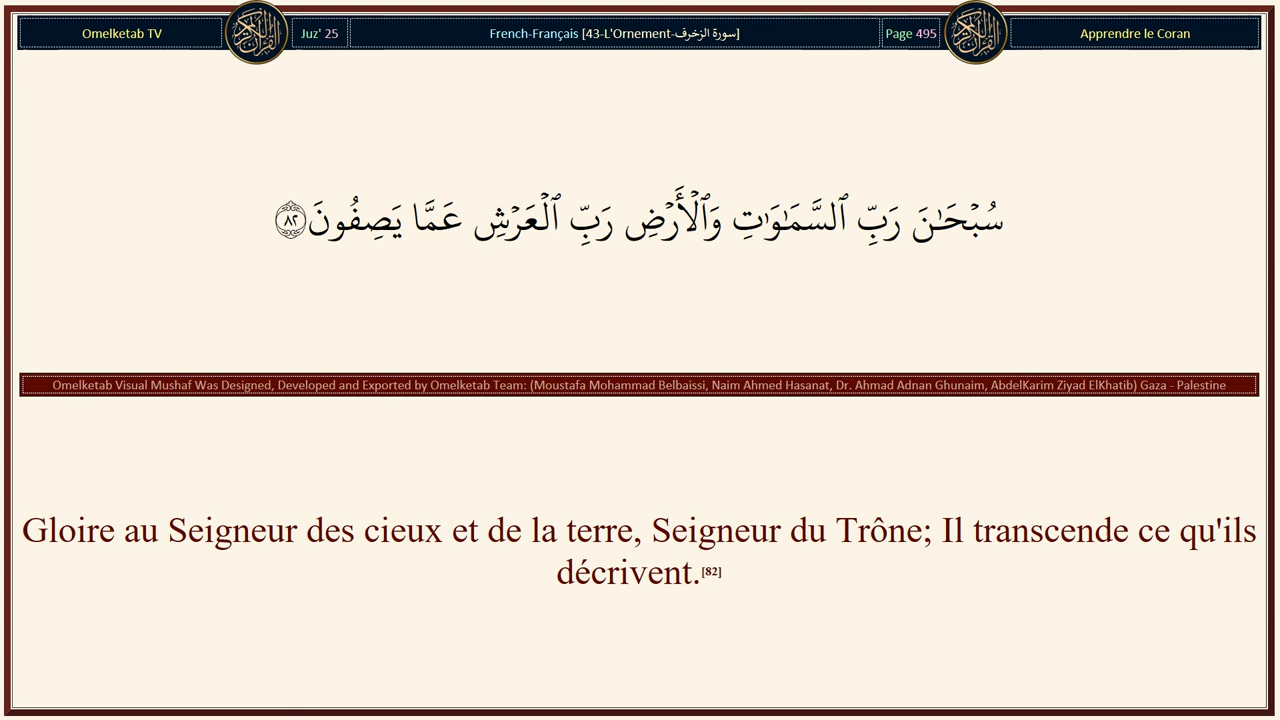 Omelketab TV
Juz' 25
French-Français [43-L'Ornement-سورة الزخرف]
Page 495
Apprendre le Coran
سُبۡحَـٰنَ رَبِّ ٱلسَّمَـٰوَٰتِ وَٱلۡأَرۡضِ رَبِّ ٱلۡعَرۡشِ عَمَّا يَصِفُونَ ٨٢
Omelketab Visual Mushaf Was Designed, Developed and Exported by Omelketab Team: (Moustafa Mohammad Belbaissi, Naim Ahmed Hasanat, Dr. Ahmad Adnan Ghunaim, AbdelKarim Ziyad ElKhatib) Gaza - Palestine
Gloire au Seigneur des cieux et de la terre, Seigneur du Trône; Il transcende ce qu'ils
décrivent.[82]